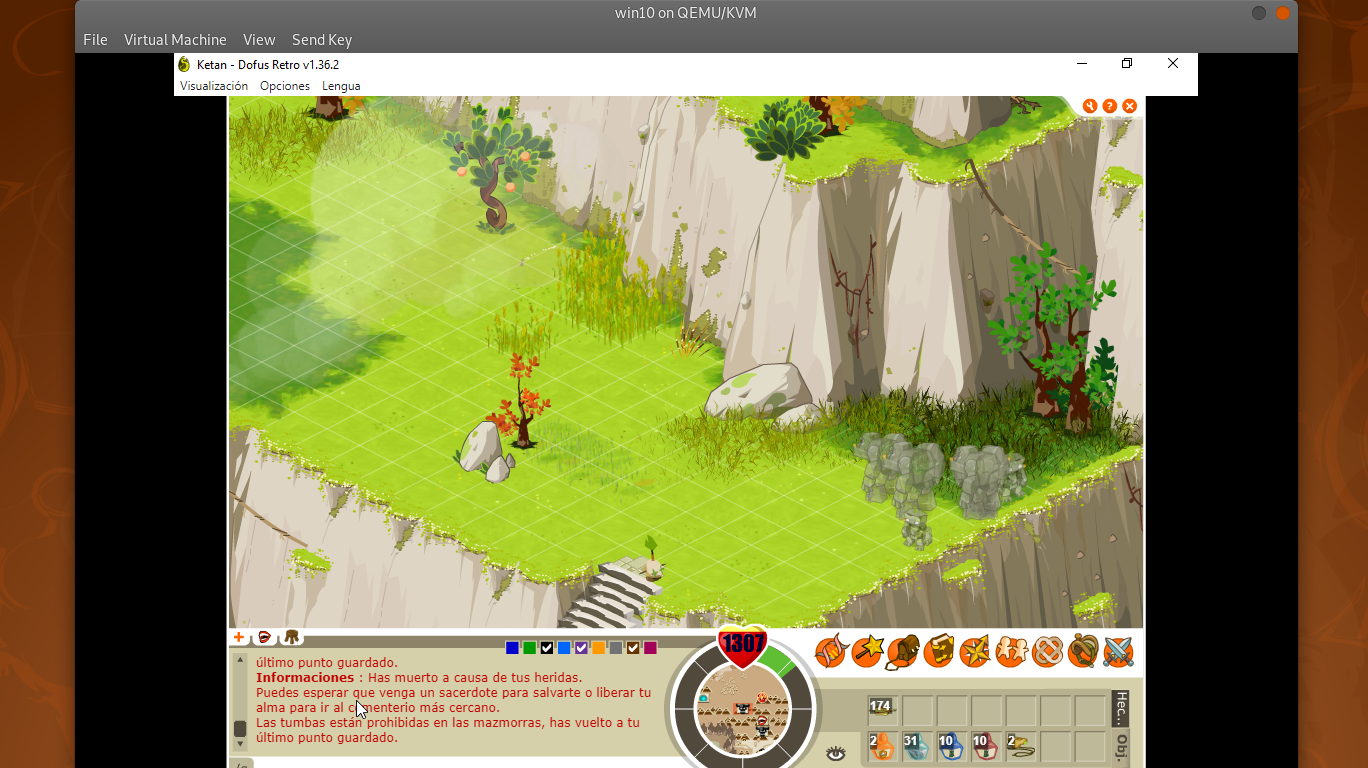 win10 on QEMU/KVM
File Virtual Machine View Send Key
Ketan - Dofus Retro v1.36.2
Visualización Opciones Lengua
último punto guardado.
Informaciones : Has muerto a causa de tus heridas.
Puedes esperar que venga un sacerdote para salvarte o liberar tu
alma para ir al cementerio más cercano.
Las tumbas están prohibidas en las mazmorras, has vuelto a tu
último punto guardado.
1307
Hec...
Obj.
174
2 31 10 10 2